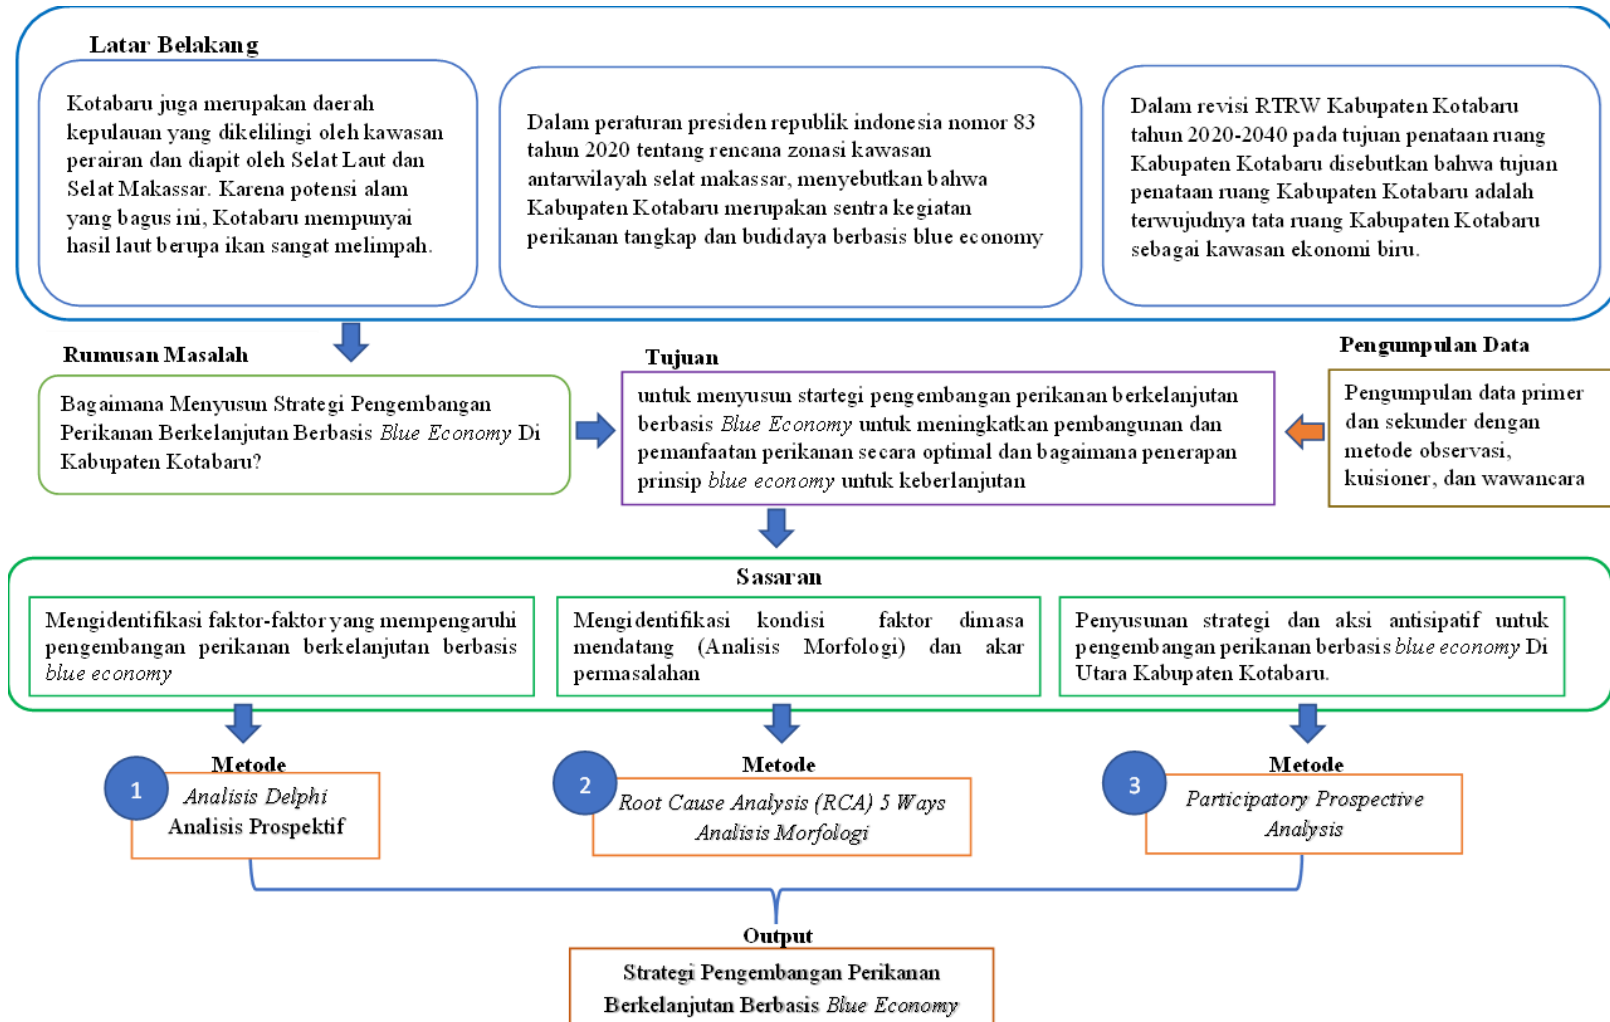 Latar Belakang
Kotabaru juga merupakan daerah
kepulauan yang dikelilingi oleh kawasan
perairan dan diapit oleh Selat Laut dan
Selat Makassar. Karena potensi alam
yang bagus ini, Kotabaru mempunyai
hasil laut berupa ikan sangat melimpah.
Dalam peraturan presiden republik indonesia nomor 83
tahun 2020 tentang rencana zonasi kawasan
antarwilayah selat makassar, menyebutkan bahwa
Kabupaten Kotabaru merupakan sentra kegiatan
perikanan tangkap dan budidaya berbasis blue economy
Dalam revisi RTRW Kabupaten Kotabaru
tahun 2020-2040 pada tujuan penataan ruang
Kabupaten Kotabaru disebutkan bahwa tujuan
penataan ruang Kabupaten Kotabaru adalah
terwujudnya tata ruang Kabupaten Kotabaru
sebagai kawasan ekonomi biru.
Rumusan Masalah
Bagaimana Menyusun Strategi Pengembangan
Perikanan Berkelanjutan Berbasis Blue Economy Di
Kabupaten Kotabaru?
Tujuan
untuk menyusun startegi pengembangan perikanan berkelanjutan
berbasis Blue Economy untuk meningkatkan pembangunan dan
pemanfaatan perikanan secara optimal dan bagaimana penerapan
prinsip blue economy untuk keberlanjutan
Pengumpulan Data
Pengumpulan data primer
dan sekunder dengan
metode observasi,
kuisioner, dan wawancara
Sasaran
Mengidentifikasi faktor-faktor yang mempengaruhi
pengembangan perikanan berkelanjutan berbasis
blue economy
Mengidentifikasi kondisi faktor dimasa
mendatang (Analisis Morfologi) dan akar
permasalahan
Penyusunan strategi dan aksi antisipatif untuk
pengembangan perikanan berbasis blue economy Di
Utara Kabupaten Kotabaru.
1
Metode
Analisis Delphi
Analisis Prospektif
2
Metode
Root Cause Analysis (RCA) 5 Ways
Analisis Morfologi
3
Metode
Participatory Prospective
Analysis
Output
Strategi Pengembangan Perikanan
Berkelanjutan Berbasis Blue Economy